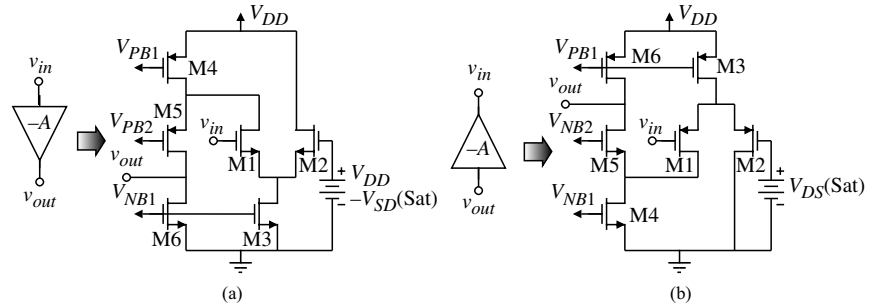 V_DD
V_PB1
M4
v_in
−A
v_out
M5
V_PB2
v_out
v_in
M1
M2
V_NB1
+
V_DD
−V_SD(Sat)
−
M6
M3
(a)
V_DD
V_PB1
M6
M3
v_out
v_in
−A
v_out
V_NB2
v_in
M5
M1
M2
V_NB1
M4
+
V_DS(Sat)
−
(b)